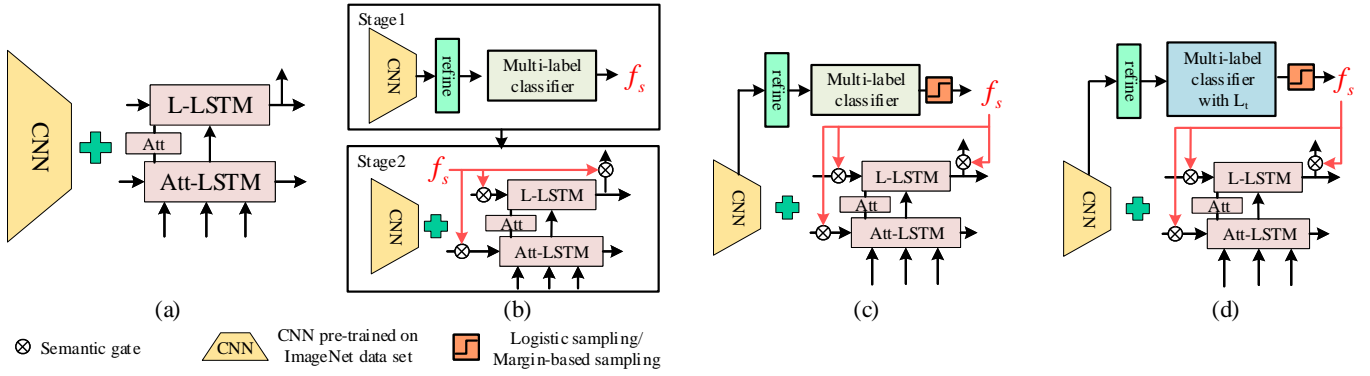 CNN
L-LSTM
Att
Att-LSTM
(a)
Stage1
CNN
refine
Multi-label
classifier
f_s
Stage2
f_s
CNN
L-LSTM
Att
Att-LSTM
(b)
refine
Multi-label
classifier
f_s
CNN
L-LSTM
Att
Att-LSTM
(c)
refine
Multi-label
classifier
with L_t
f_s
CNN
L-LSTM
Att
Att-LSTM
(d)
Semantic gate
CNN
CNN pre-trained on
ImageNet data set
Logistic sampling/
Margin-based sampling